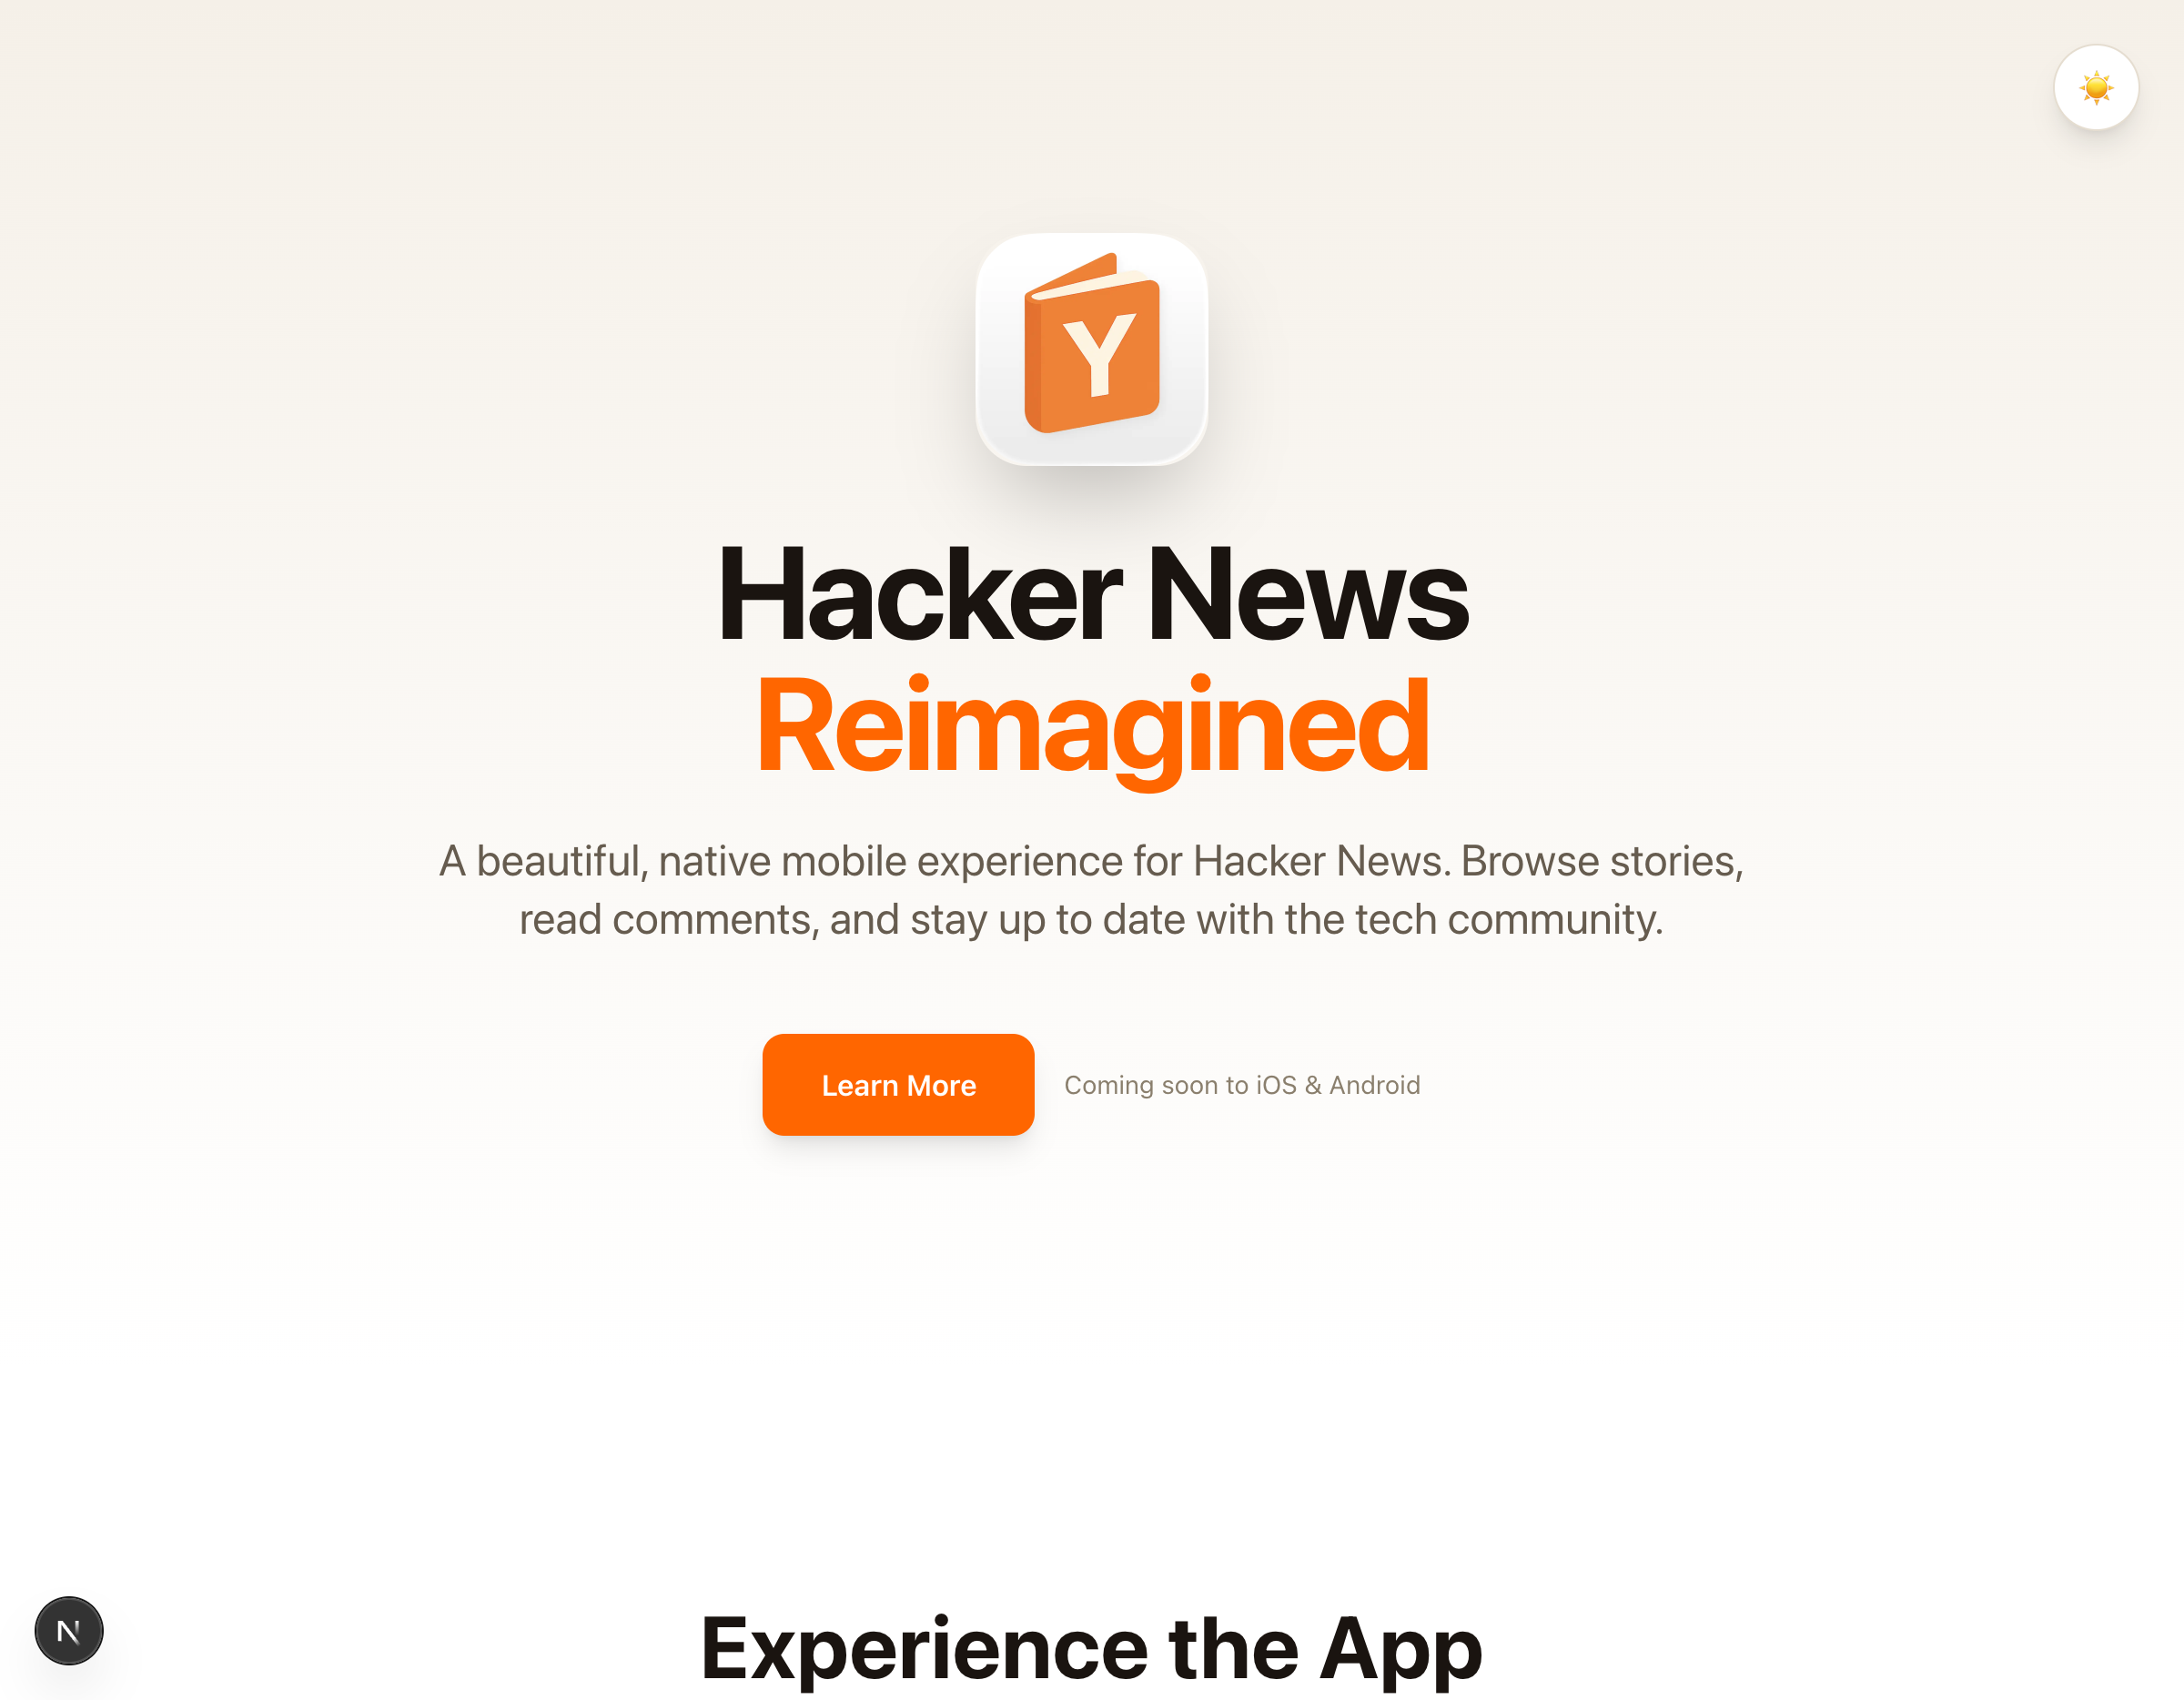 Y
Hacker News
Reimagined
A beautiful, native mobile experience for Hacker News. Browse stories,
read comments, and stay up to date with the tech community.
Learn More
Coming soon to iOS & Android
N
Experience the App